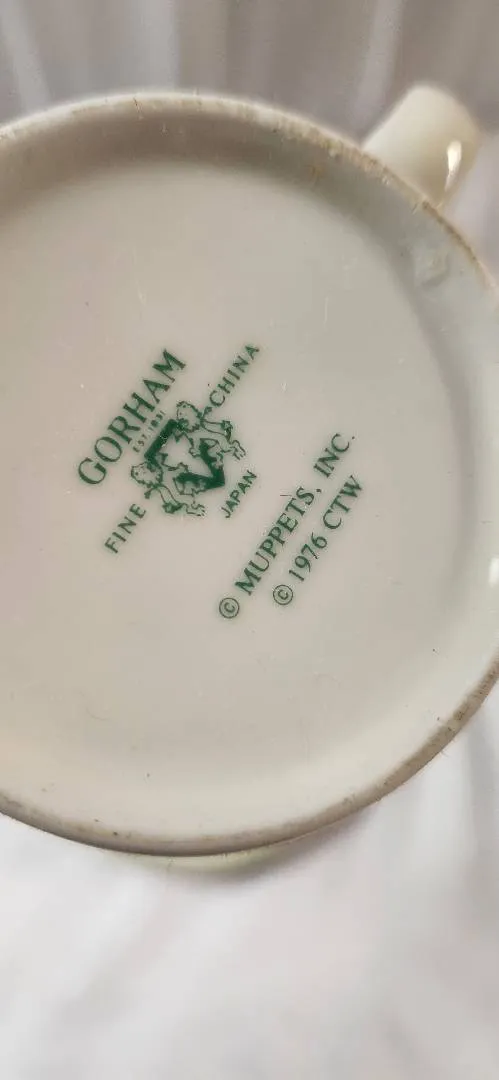 GORHAM
EST. 1831
FINE CHINA
JAPAN
© MUPPETS, INC.
© 1976 CTW